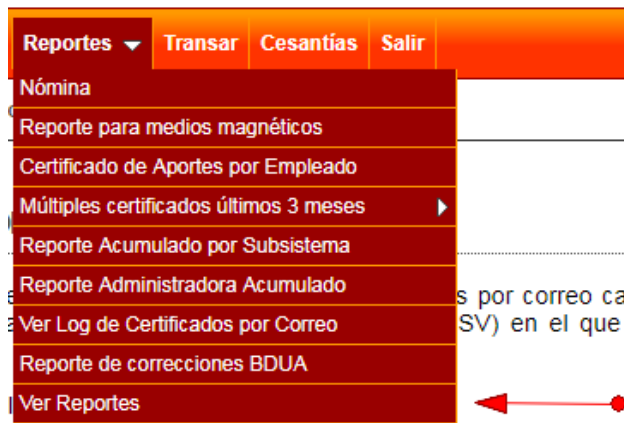 Reportes Transar Cesantías Salir
Nómina
Reporte para medios magnéticos
Certificado de Aportes por Empleado
Múltiples certificados últimos 3 meses
Reporte Acumulado por Subsistema
Reporte Administradora Acumulado
s por correo ca
Ver Log de Certificados por Correo
SV) en el que
Reporte de correcciones BDUA
Ver Reportes